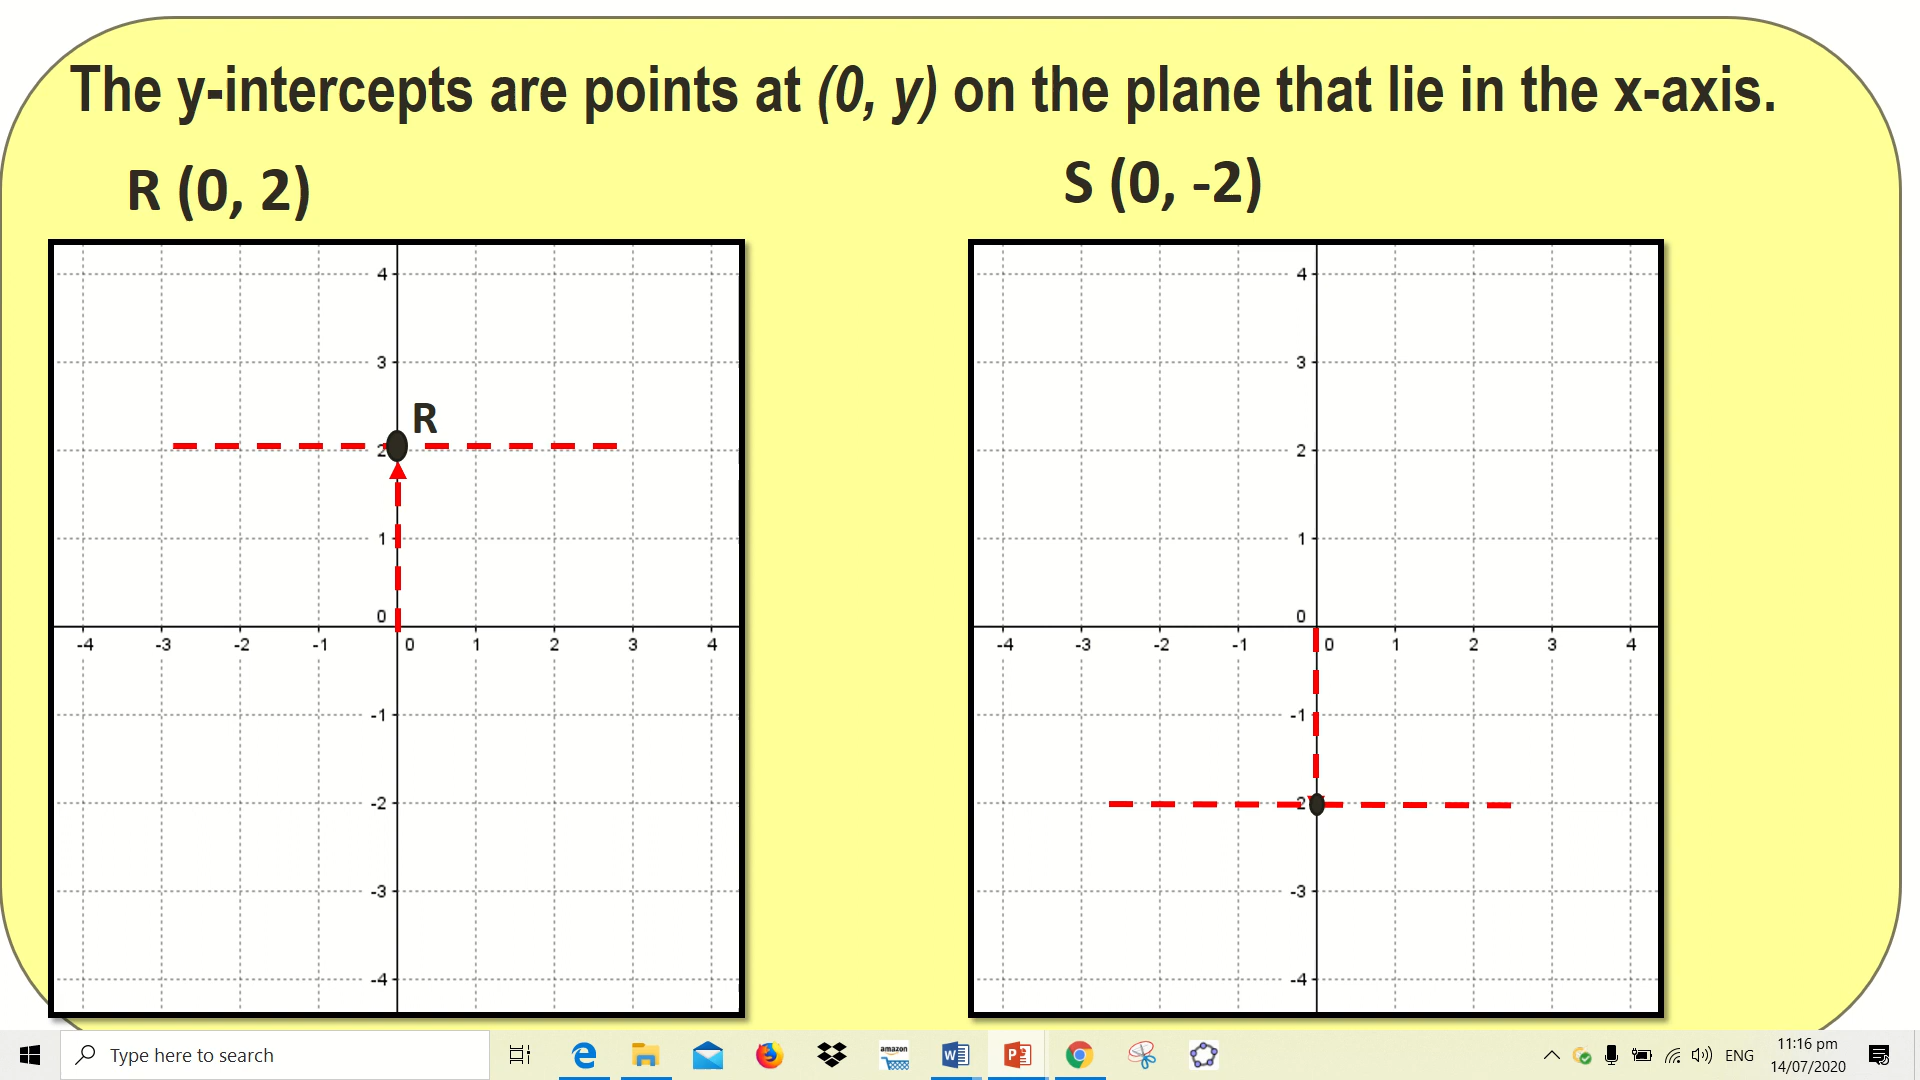 The y-intercepts are points at (0, y) on the plane that lie in the x-axis.
R (0, 2)
S (0, -2)
4
3
R
2
1
0
-4 -3 -2 -1 0 1 2 3 4
-1
-2
-3
-4
4
3
2
1
0
-4 -3 -2 -1 0 1 2 3 4
-1
2
-3
-4
Type here to search
amazon
ENG
11:16 pm
14/07/2020